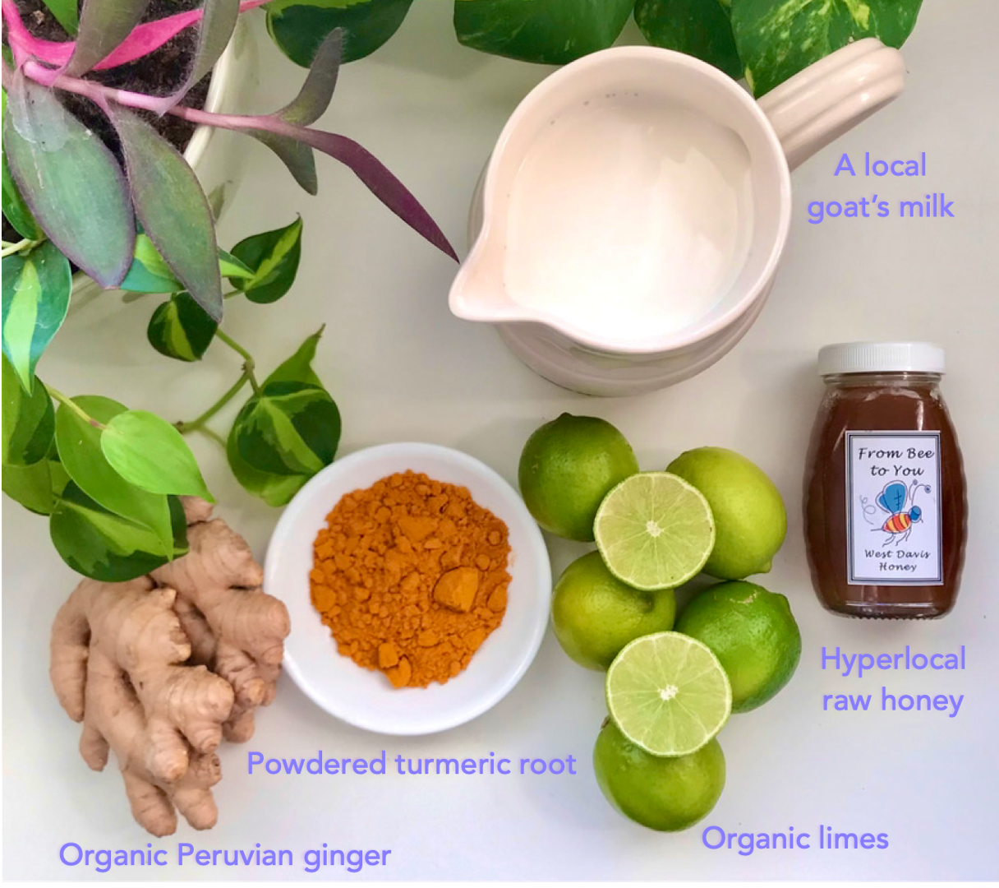 A local
goat's milk
From Bee
to You
West Davis
Honey
Hyperlocal
raw honey
Powdered turmeric root
Organic limes
Organic Peruvian ginger